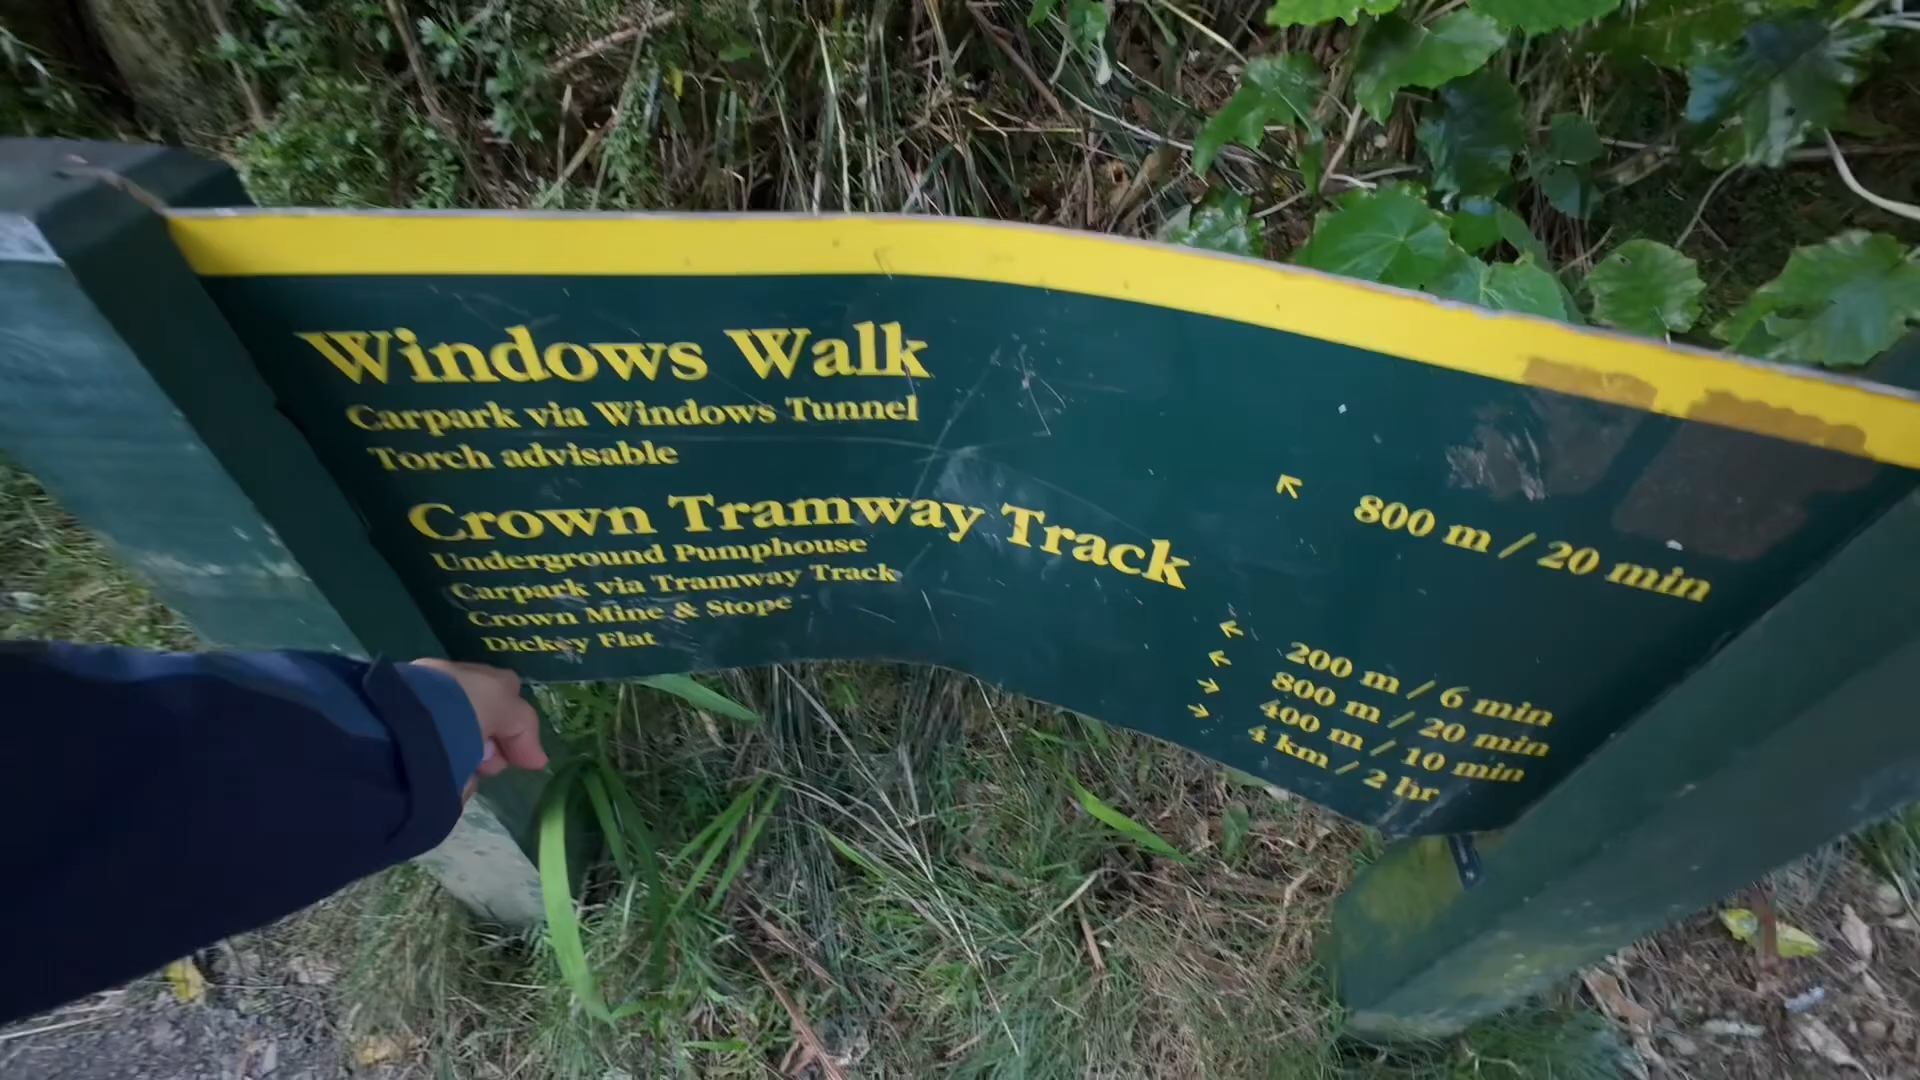 Windows Walk
Carpark via Windows Tunnel
Torch advisable
↖ 800 m / 20 min
Crown Tramway Track
Underground Pumphouse ← 200 m / 6 min
Carpark via Tramway Track ← 800 m / 20 min
Crown Mine & Stope → 400 m / 10 min
Dickey Flat → 4 km / 2 hr